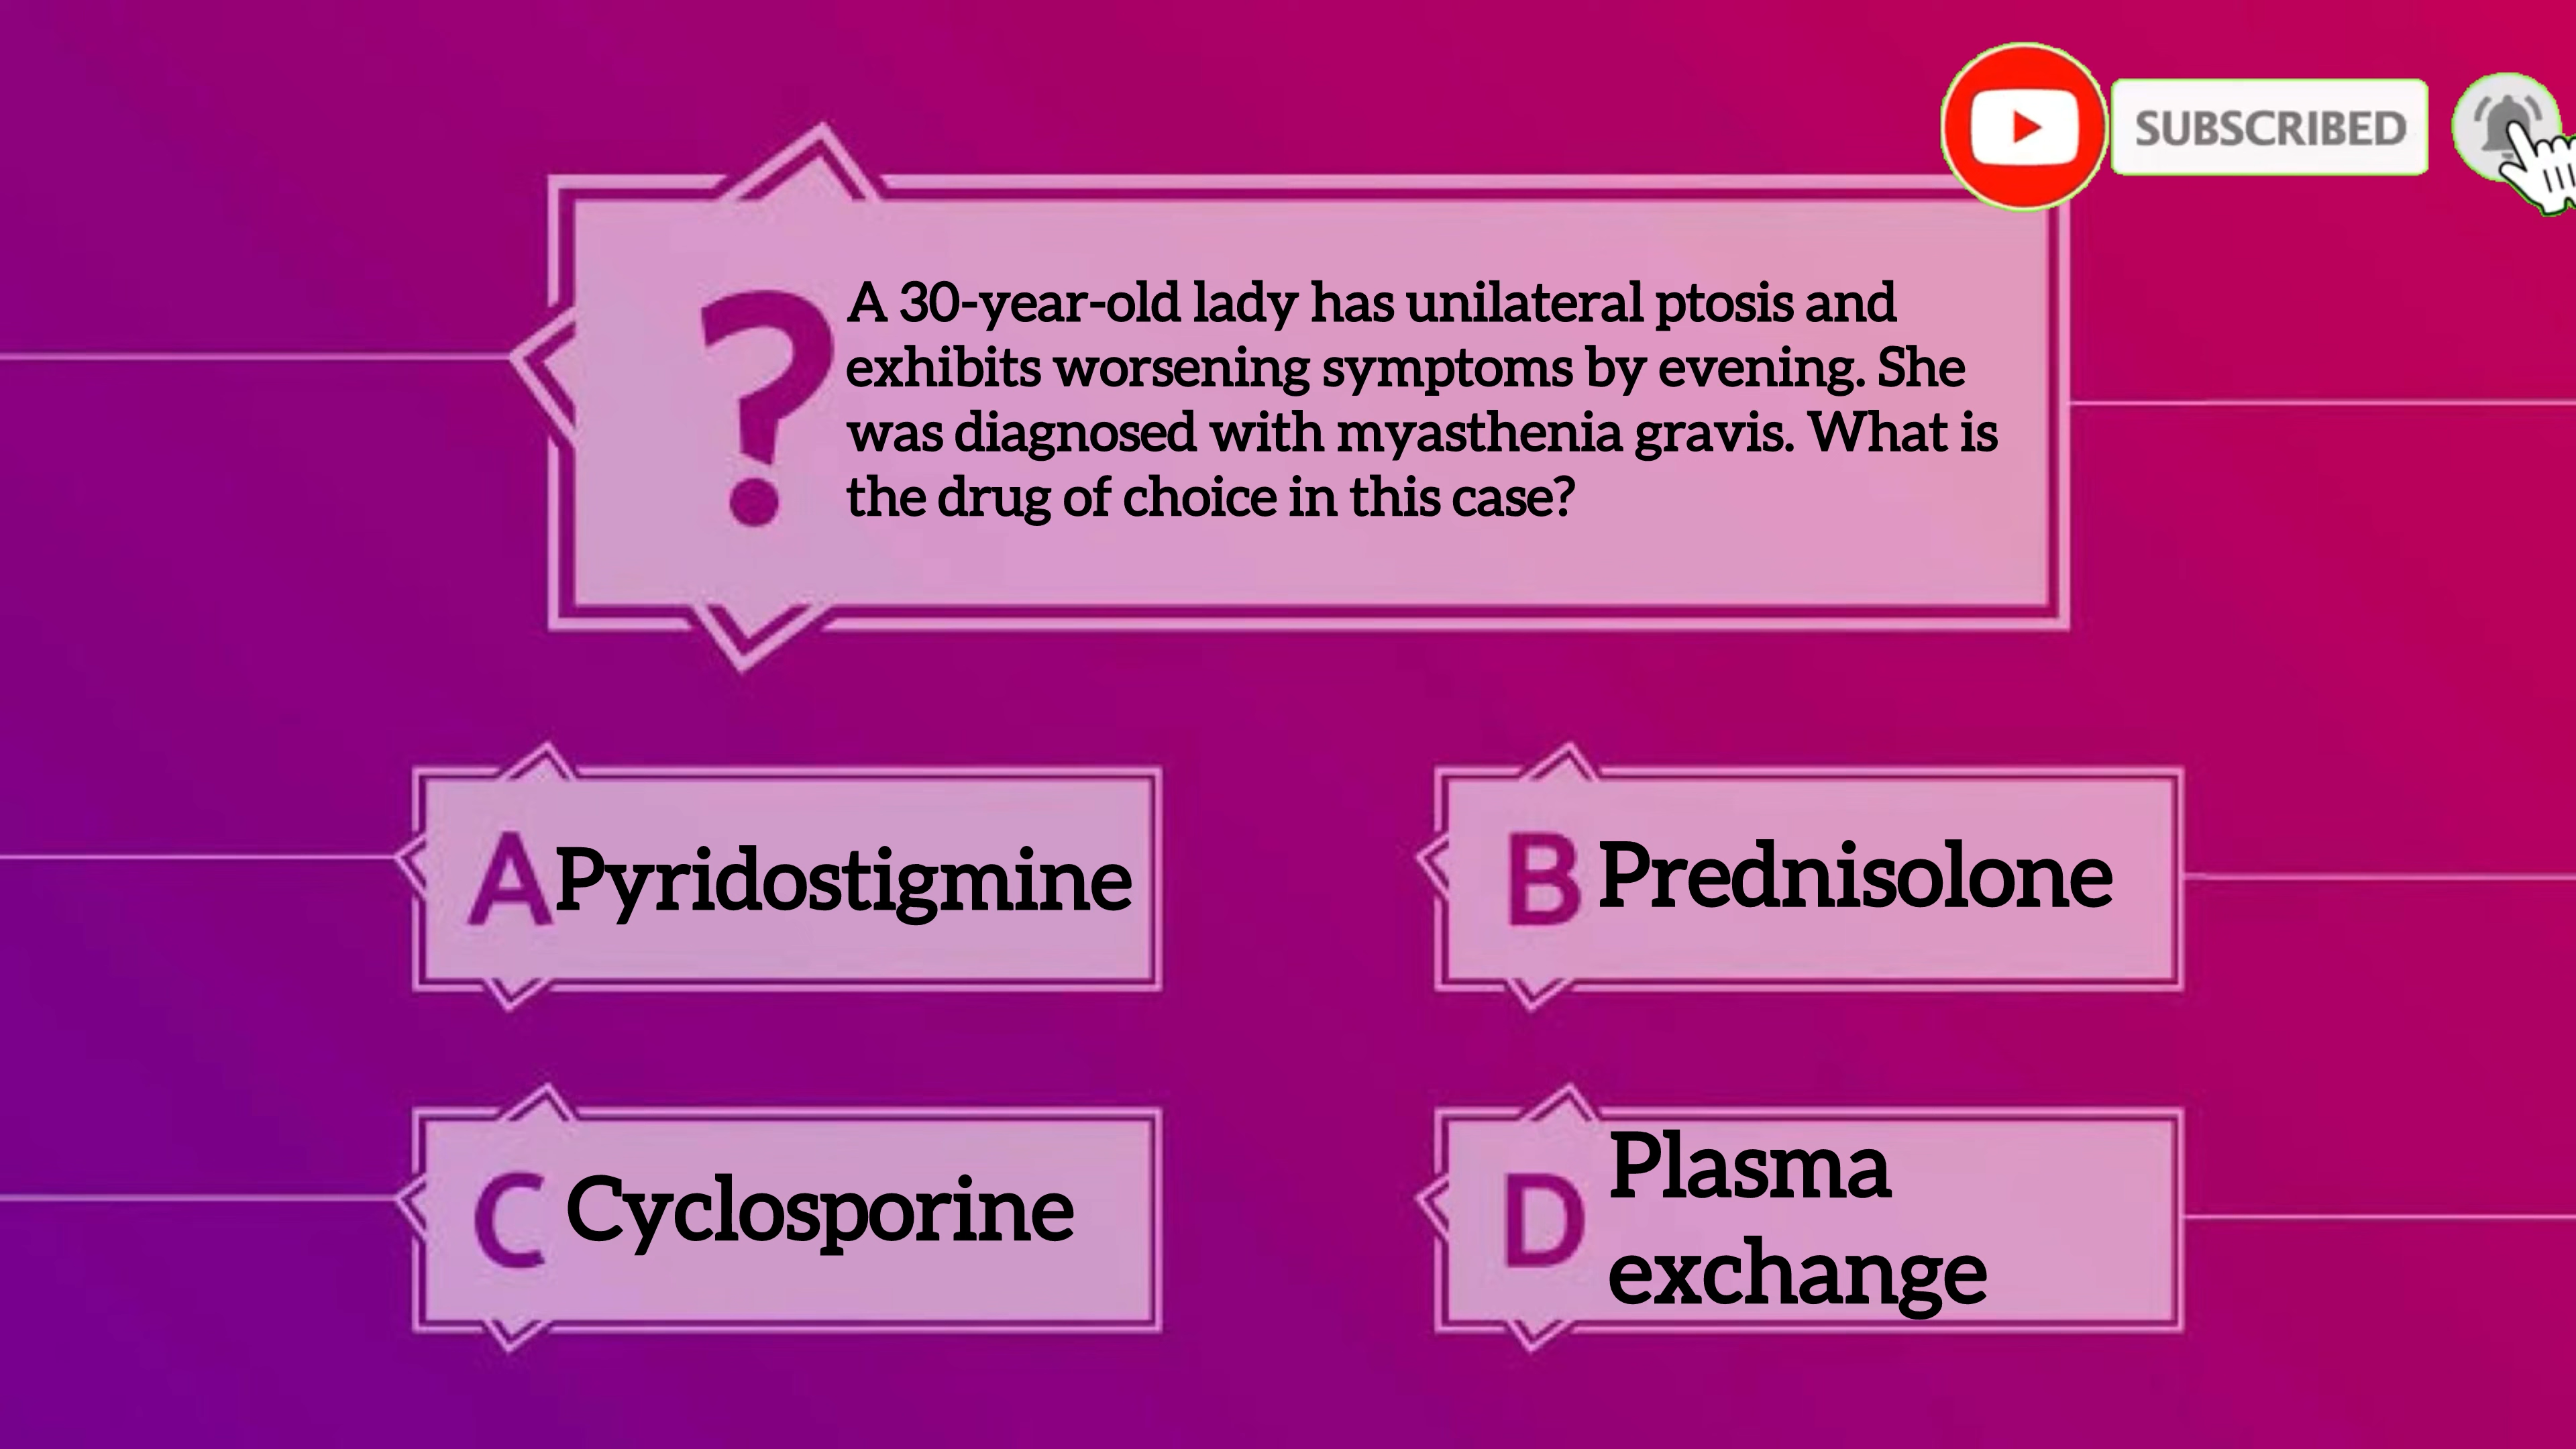 SUBSCRIBED
? A 30-year-old lady has unilateral ptosis and
exhibits worsening symptoms by evening. She
was diagnosed with myasthenia gravis. What is
the drug of choice in this case?
A Pyridostigmine
B Prednisolone
C Cyclosporine
D Plasma
exchange